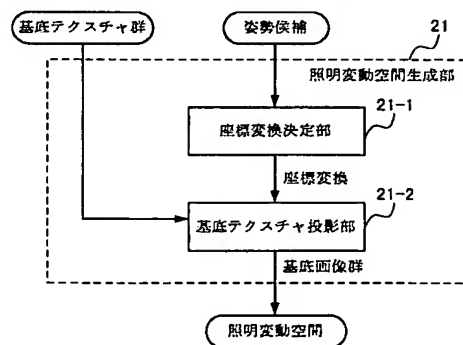 基底テクスチャ群
姿勢候補
21
照明変動空間生成部
21-1
座標変換決定部
座標変換
21-2
基底テクスチャ投影部
基底画像群
照明変動空間